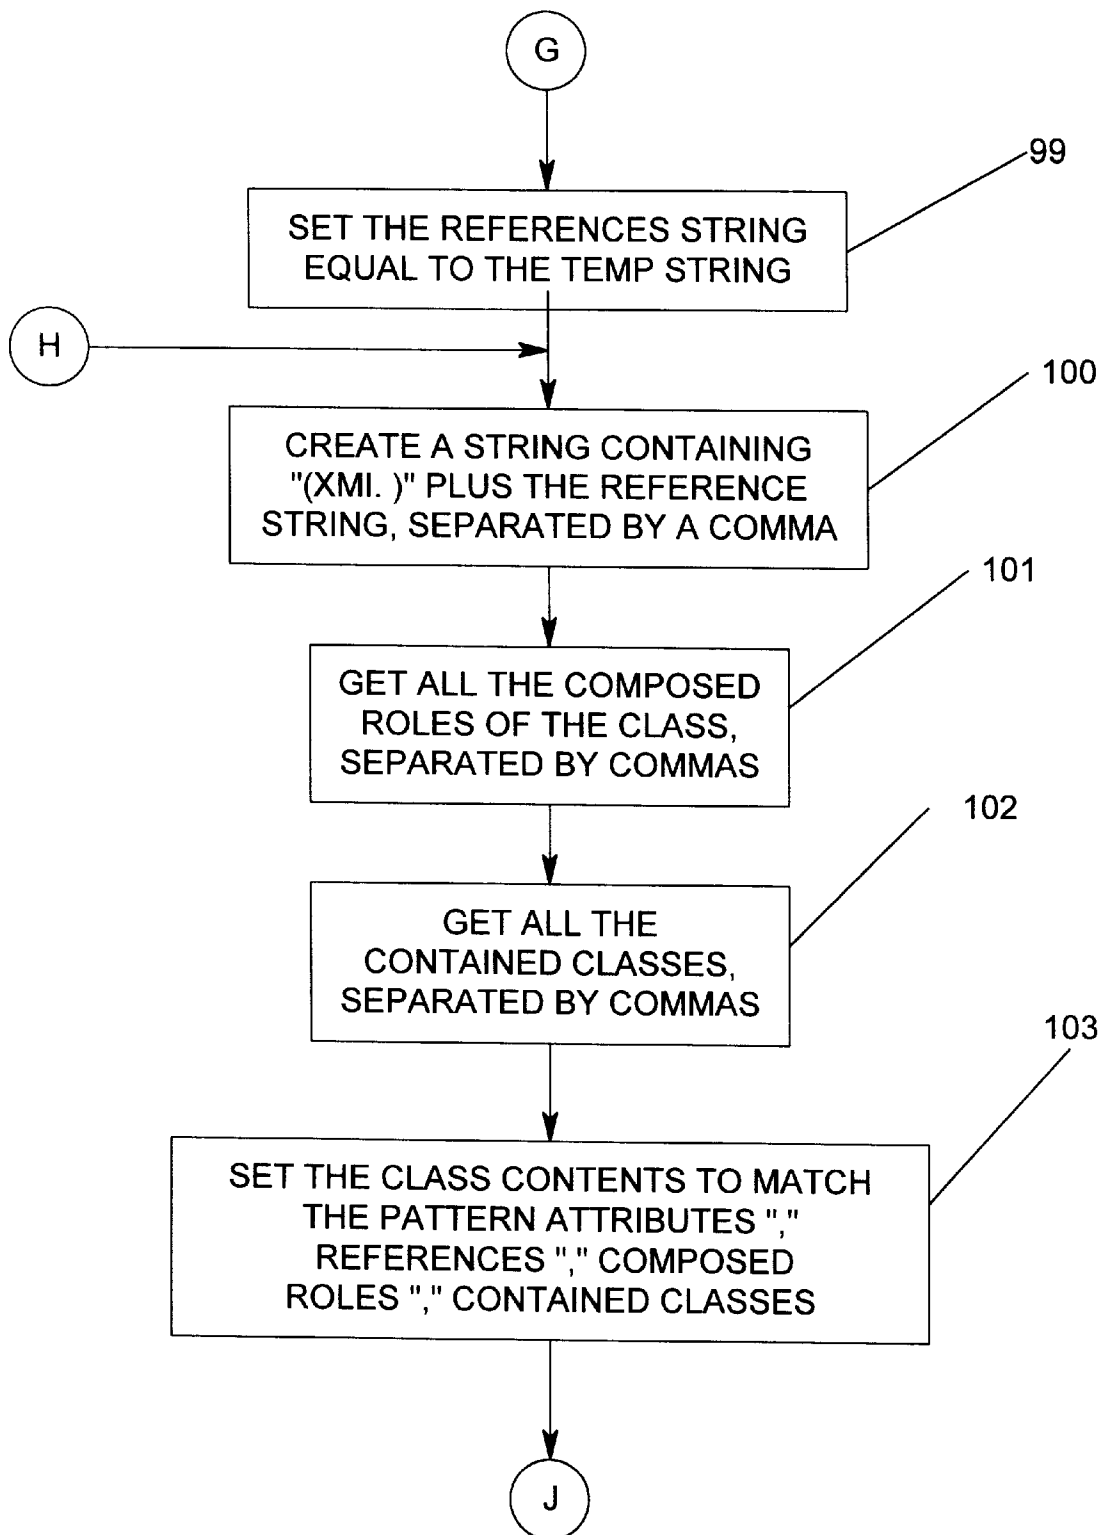 G
99
SET THE REFERENCES STRING
EQUAL TO THE TEMP STRING
H
100
CREATE A STRING CONTAINING
"(XMI. )" PLUS THE REFERENCE
STRING, SEPARATED BY A COMMA
101
GET ALL THE COMPOSED
ROLES OF THE CLASS,
SEPARATED BY COMMAS
102
GET ALL THE
CONTAINED CLASSES,
SEPARATED BY COMMAS
103
SET THE CLASS CONTENTS TO MATCH
THE PATTERN ATTRIBUTES ","
REFERENCES "," COMPOSED
ROLES "," CONTAINED CLASSES
J